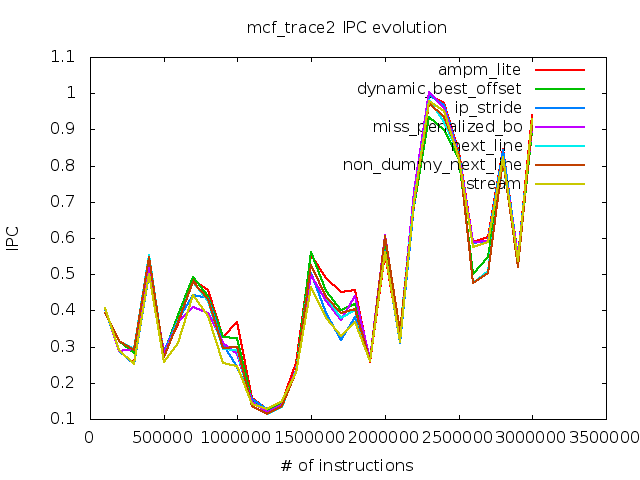 mcf_trace2 IPC evolution
1.1
1
0.9
0.8
0.7
0.6
0.5
0.4
0.3
0.2
0.1
IPC
ampm_lite
dynamic_best_offset
ip_stride
miss_penalized_bo
next_line
non_dummy_next_line
stream
0 500000 1000000 1500000 2000000 2500000 3000000 3500000
# of instructions